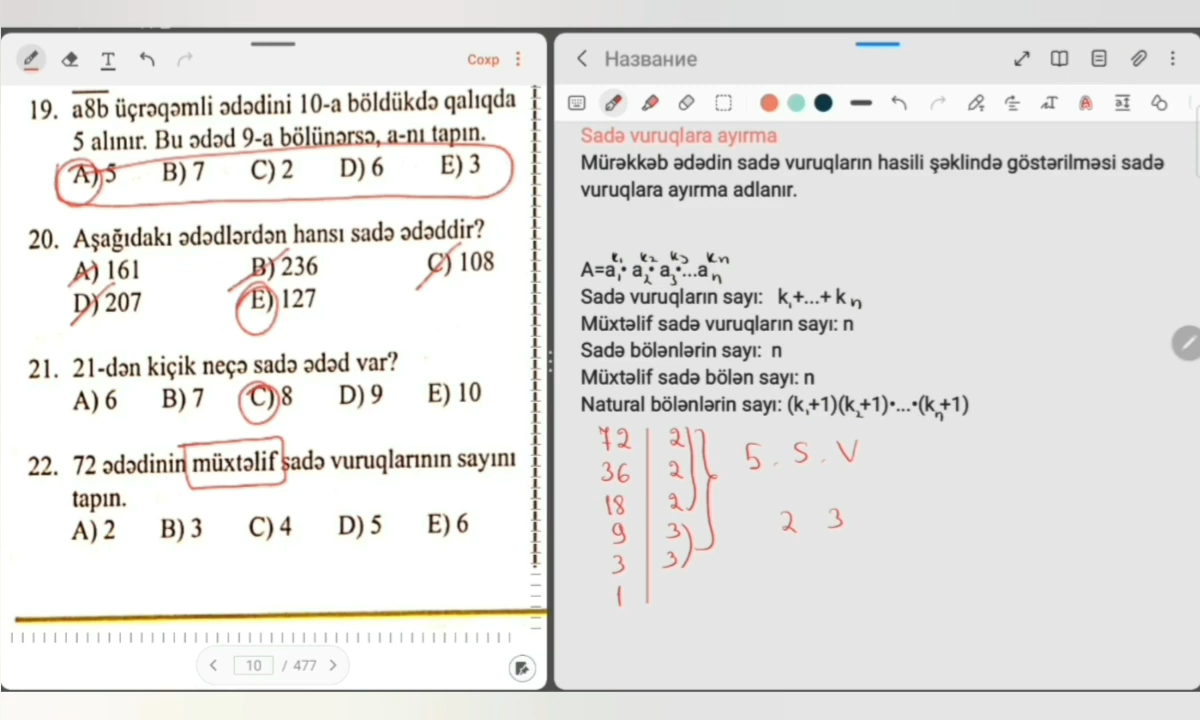 Сохр
19. a8b üçrəqəmli ədədini 10-a böldükdə qalıqda
5 alınır. Bu ədəd 9-a bölünərsə, a-nı tapın.
A) 5 B) 7 C) 2 D) 6 E) 3
20. Aşağıdakı ədədlərdən hansı sadə ədəddir?
A) 161 B) 236 C) 108
D) 207 E) 127
21. 21-dən kiçik neçə sadə ədəd var?
A) 6 B) 7 C) 8 D) 9 E) 10
22. 72 ədədinin müxtəlif sadə vuruqlarının sayını
tapın.
A) 2 B) 3 C) 4 D) 5 E) 6
10 / 477
Название
Sadə vuruqlara ayırma
Mürəkkəb ədədin sadə vuruqların hasili şəklində göstərilməsi sadə
vuruqlara ayırma adlanır.
A=a₁^k₁• a₂^k₂• a₃^k₃•...aₙ^kₙ
Sadə vuruqların sayı: k₁+...+kₙ
Müxtəlif sadə vuruqların sayı: n
Sadə bölənlərin sayı: n
Müxtəlif sadə bölən sayı: n
Natural bölənlərin sayı: (k₁+1)(k₂+1)•...•(kₙ+1)
72 2
36 2 5. S. V
18 2
9 3 2 3
3 3
1